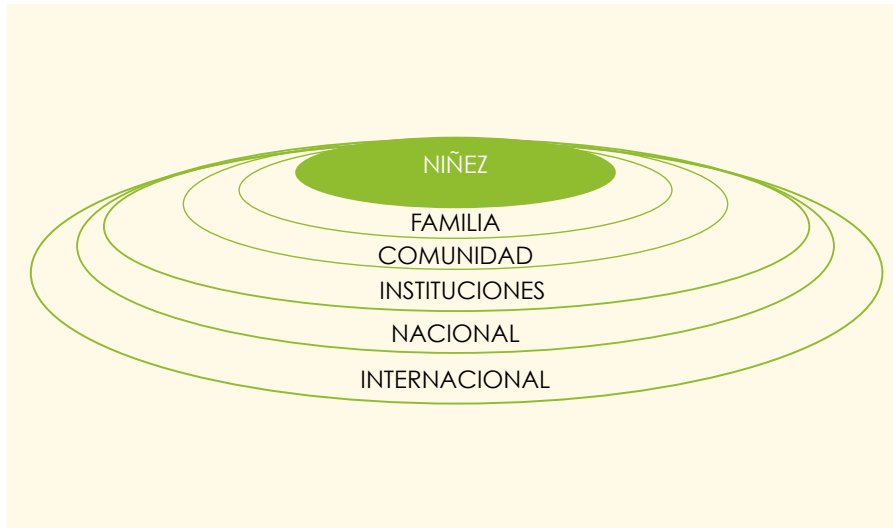 NIÑEZ
FAMILIA
COMUNIDAD
INSTITUCIONES
NACIONAL
INTERNACIONAL